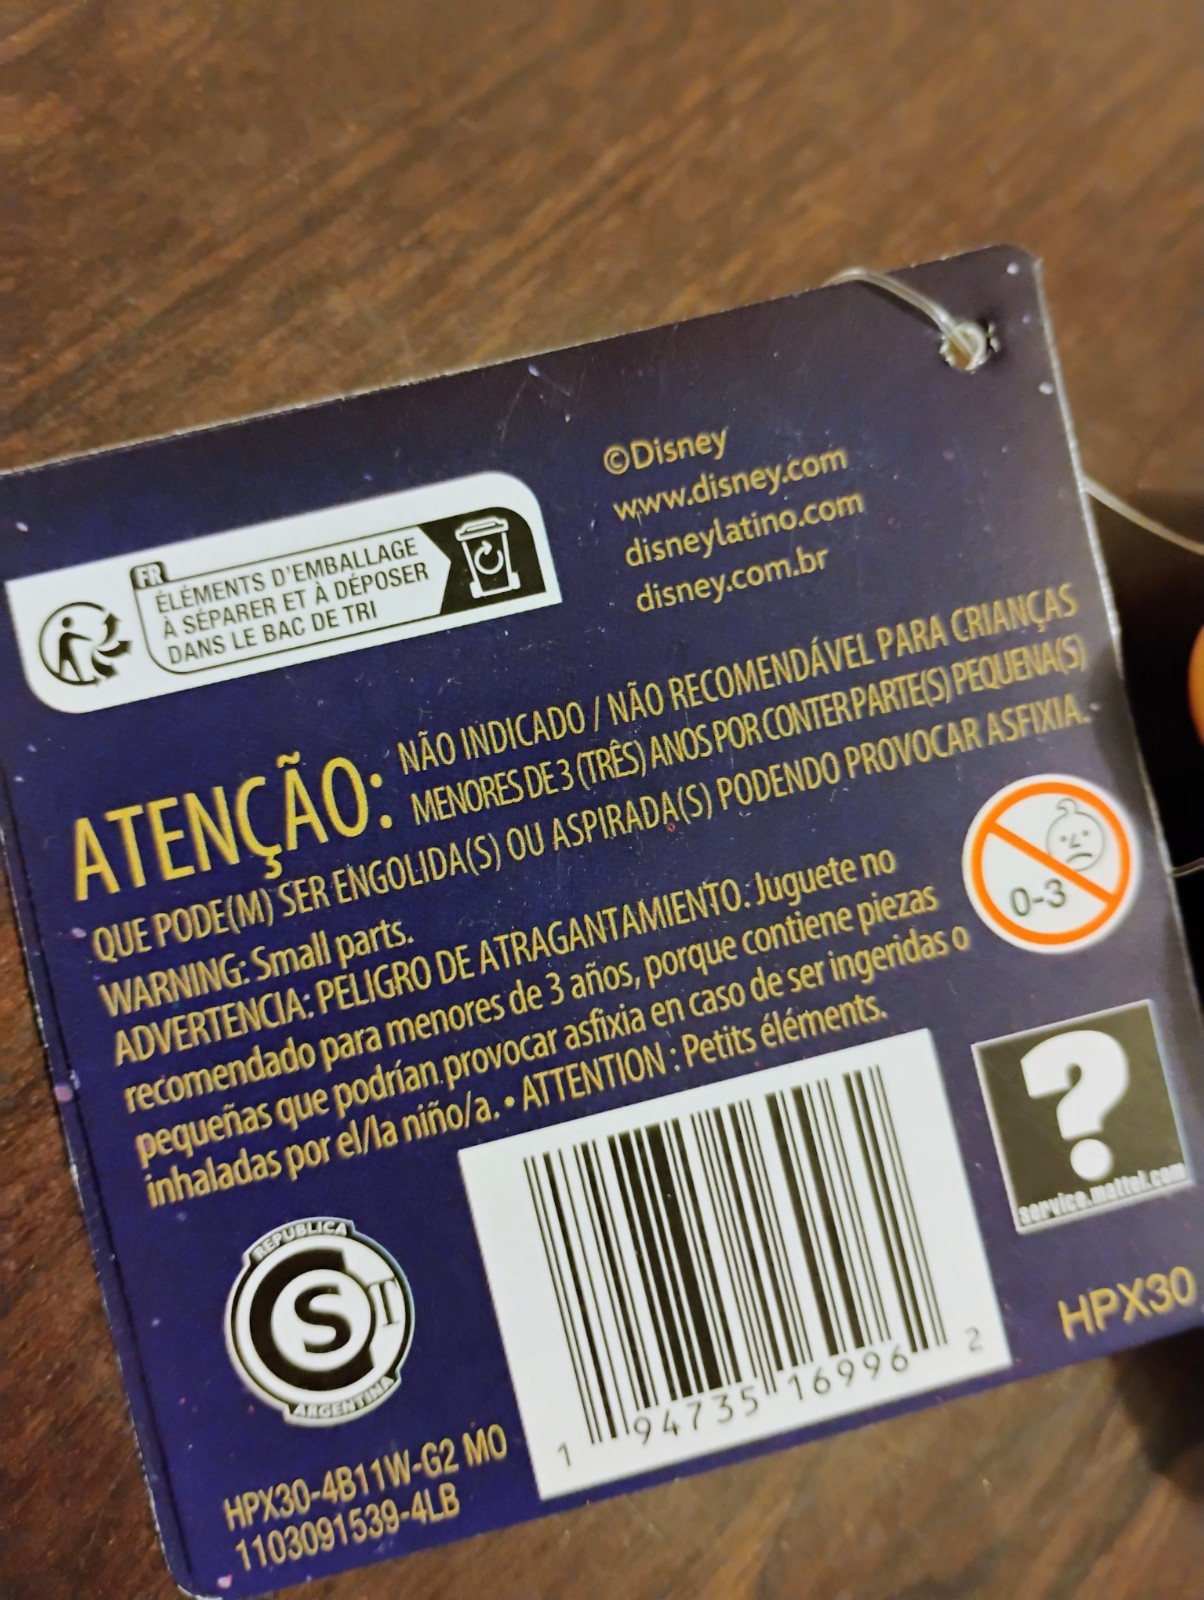 ©Disney
www.disney.com
disneylatino.com
disney.com.br
FR
ÉLÉMENTS D'EMBALLAGE
À SÉPARER ET À DÉPOSER
DANS LE BAC DE TRI
ATENÇÃO: NÃO INDICADO / NÃO RECOMENDÁVEL PARA CRIANÇAS
MENORES DE 3 (TRÊS) ANOS POR CONTER PARTE(S) PEQUENA(S)
QUE PODE(M) SER ENGOLIDA(S) OU ASPIRADA(S) PODENDO PROVOCAR ASFIXIA.
WARNING: Small parts.
ADVERTENCIA: PELIGRO DE ATRAGANTAMIENTO. Juguete no
recomendado para menores de 3 años, porque contiene piezas
pequeñas que podrían provocar asfixia en caso de ser ingeridas o
inhaladas por el/la niño/a. • ATTENTION : Petits éléments.
0-3
?
service.mattel.com
REPUBLICA
CST
ARGENTINA
1 94735 16996 2
HPX30
HPX30-4B11W-G2 MO
1103091539-4LB